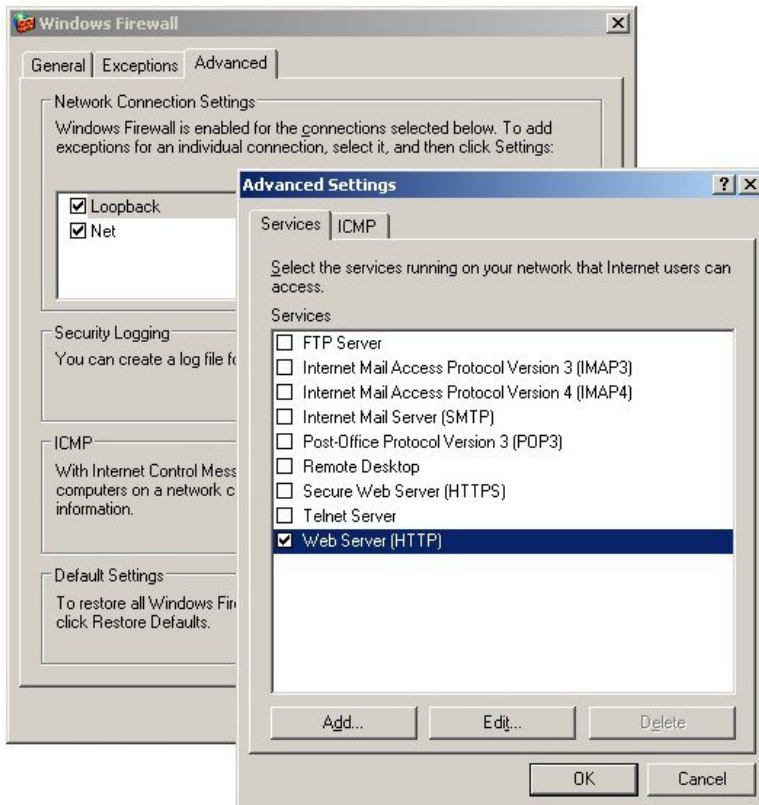 Windows Firewall
General
Exceptions
Advanced
Network Connection Settings
Windows Firewall is enabled for the connections selected below. To add
exceptions for an individual connection, select it, and then click Settings:
Loopback
Net
Security Logging
You can create a log file
ICMP
With Internet Control
computers on a network
information.
Default Settings
To restore all Windows
click Restore Defaults.
Advanced Settings
Services
ICMP
Select the services running on your network that Internet users can
access.
Services
FTP Server
Internet Mail Access Protocol Version 3 (IMAP3)
Internet Mail Access Protocol Version 4 (IMAP4)
Internet Mail Server (SMTP)
Post-Office Protocol Version 3 (POP3)
Remote Desktop
Secure Web Server (HTTPS)
Telnet Server
Web Server (HTTP)
Add...
Edit...
Delete
OK
Cancel